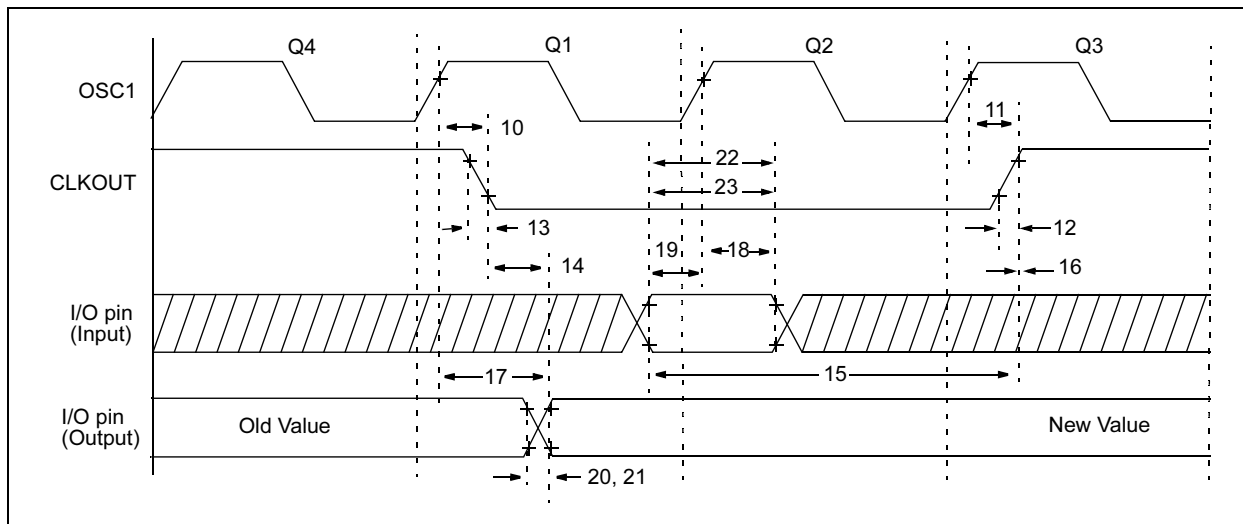 Q4 Q1 Q2 Q3
OSC1
10 11
22
CLKOUT
23
13 12
19 18
14 16
I/O pin
(Input)
17 15
I/O pin
(Output)
Old Value New Value
20, 21